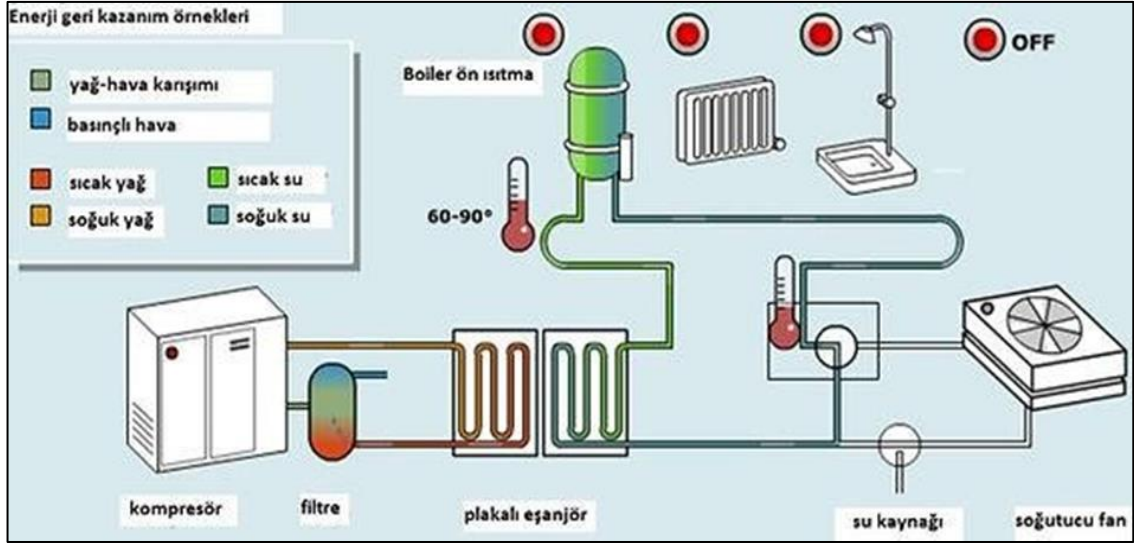 Enerji geri kazanım örnekleri
OFF
Boiler ön ısıtma
yağ-hava karışımı
basınçlı hava
sıcak yağ
sıcak su
soğuk yağ
soğuk su
60-90°
kompresör
filtre
plakalı eşanjör
su kaynağı
soğutucu fan